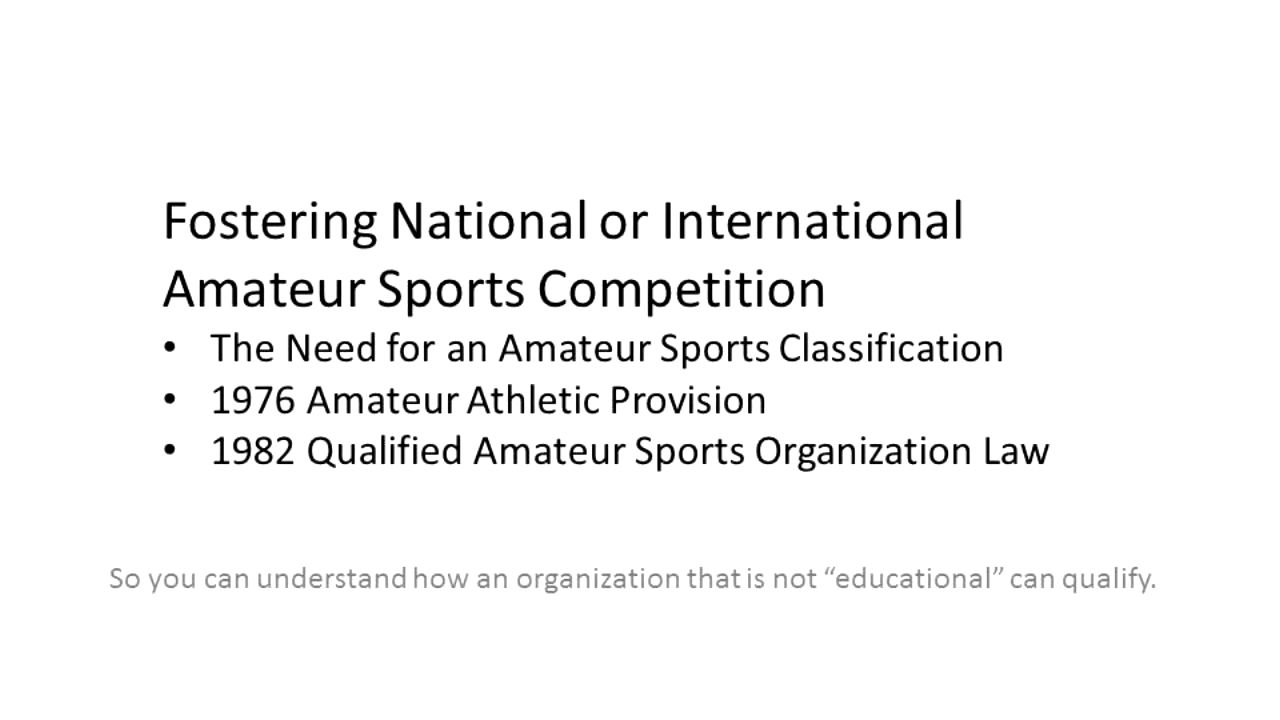 Fostering National or International
Amateur Sports Competition
• The Need for an Amateur Sports Classification
• 1976 Amateur Athletic Provision
• 1982 Qualified Amateur Sports Organization Law
So you can understand how an organization that is not “educational” can qualify.